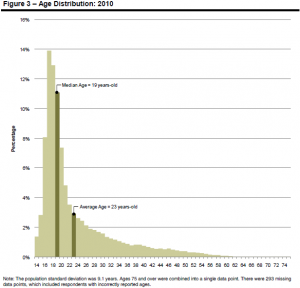 Figure 3 – Age Distribution: 2010
16%
14%
12%
10%
8%
6%
4%
2%
0%
Percentage
Median Age = 19 years-old
Average Age = 23 years-old
14 16 18 20 22 24 26 28 30 32 34 36 38 40 42 44 46 48 50 52 54 56 58 60 62 64 66 68 70 72 74
Note: The population standard deviation was 9.1 years. Ages 75 and over were combined into a single data point. There were 293 missing
data points, which included respondents with incorrectly reported ages.